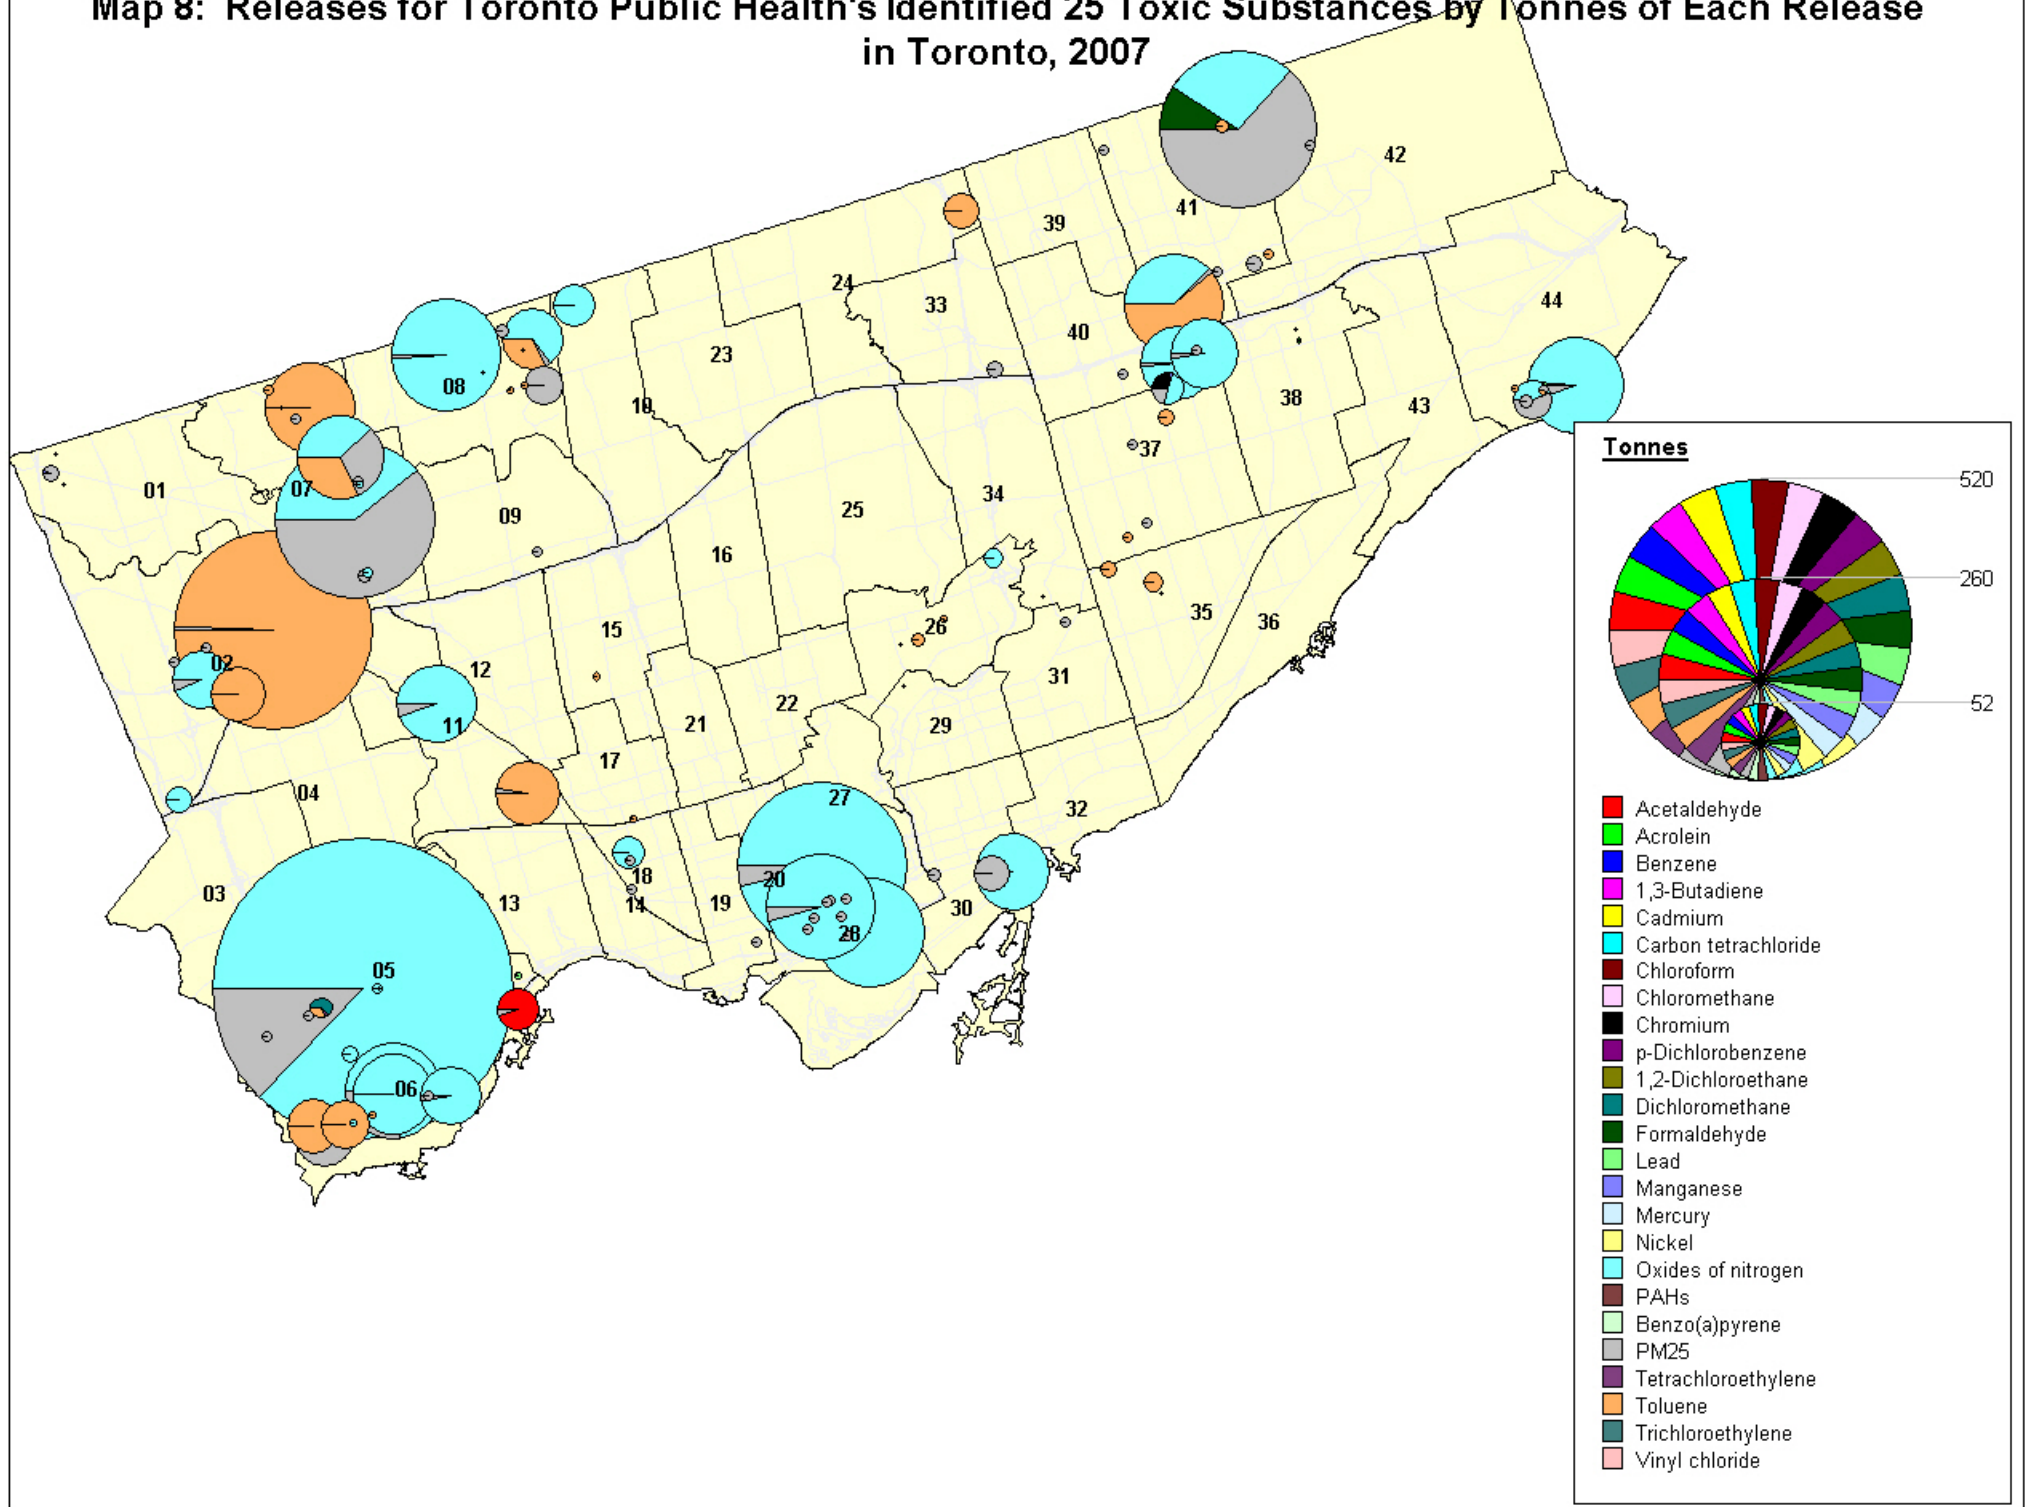 Map 8: Releases for Toronto Public Health's Identified 25 Toxic Substances by Tonnes of Each Release
in Toronto, 2007
42
41
39
44
24
33
40
23
08
10
38
43
37
01
07
34
09
25
16
26
35
36
15
02
12
31
22
21
29
11
17
04
27
32
20
18
03
13
14
19
30
28
05
06
Tonnes
520
260
52
Acetaldehyde
Acrolein
Benzene
1,3-Butadiene
Cadmium
Carbon tetrachloride
Chloroform
Chloromethane
Chromium
p-Dichlorobenzene
1,2-Dichloroethane
Dichloromethane
Formaldehyde
Lead
Manganese
Mercury
Nickel
Oxides of nitrogen
PAHs
Benzo(a)pyrene
PM25
Tetrachloroethylene
Toluene
Trichloroethylene
Vinyl chloride